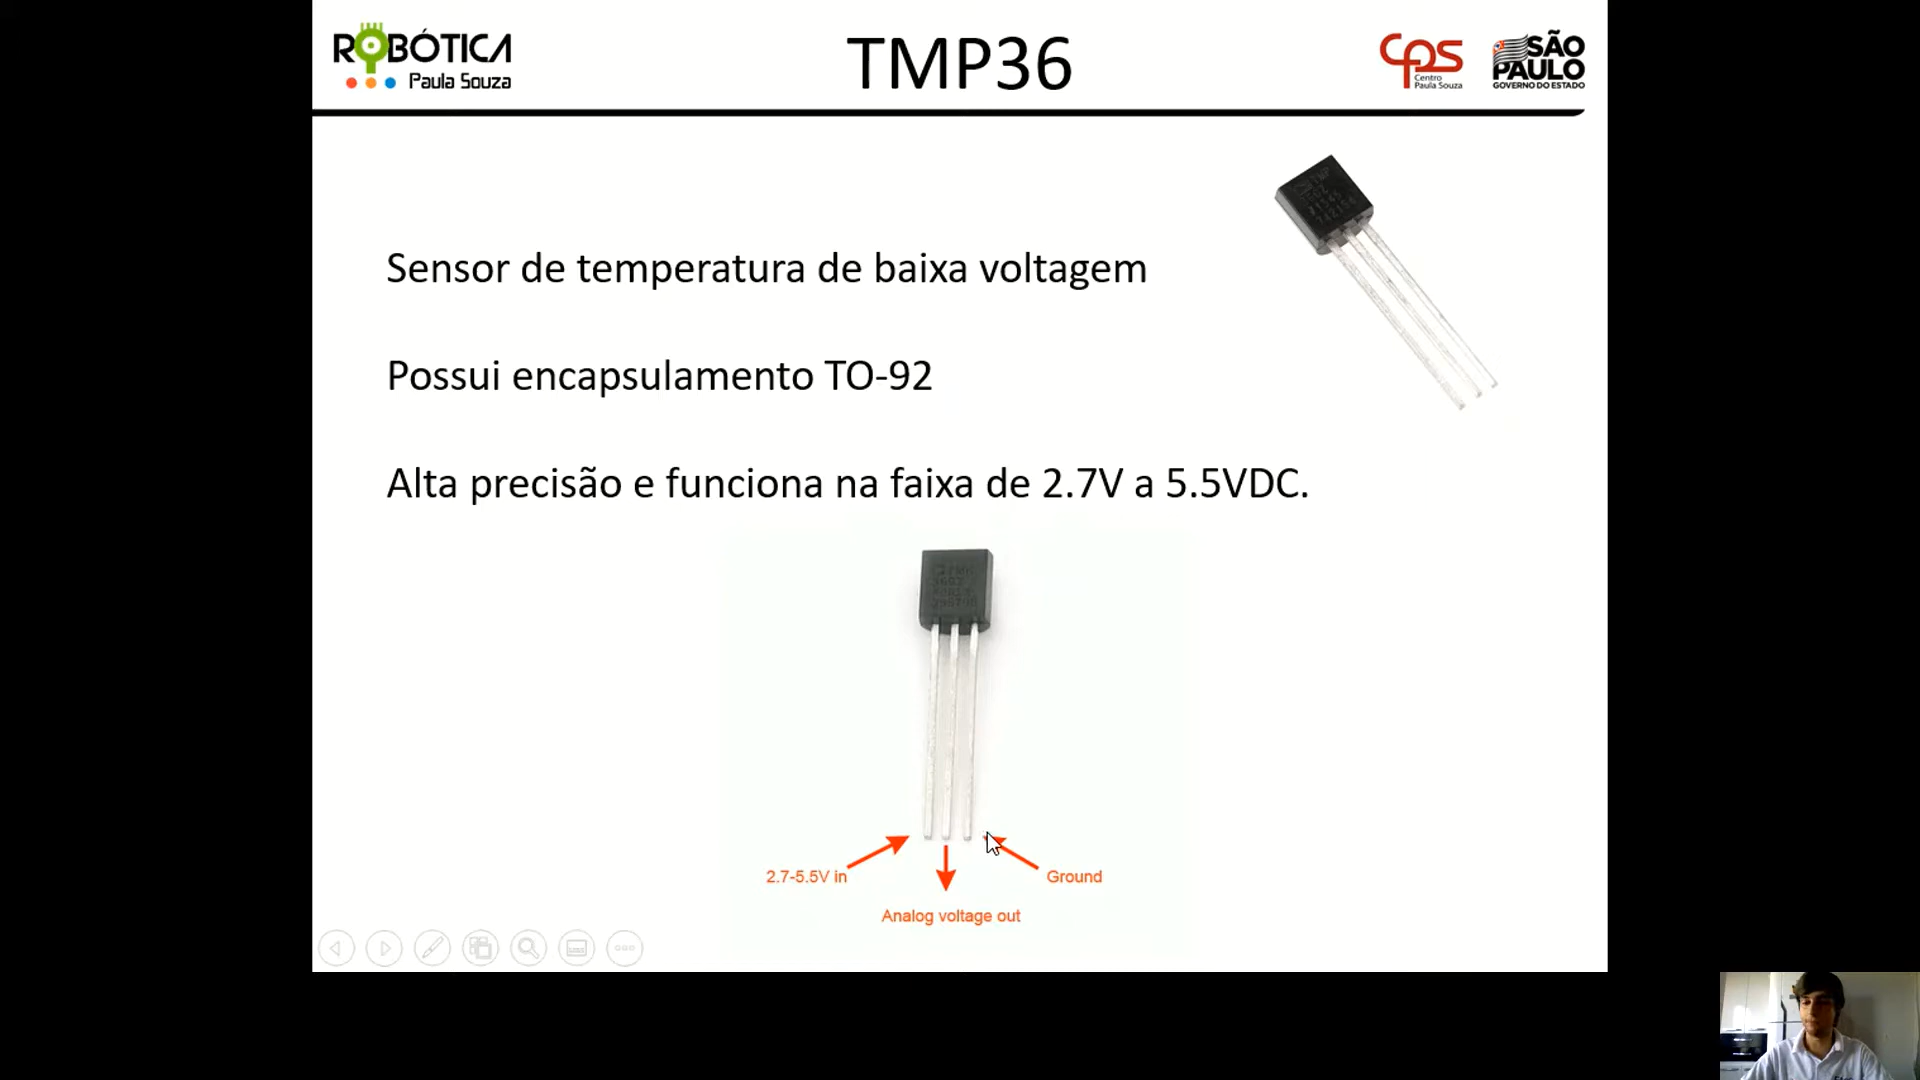 ROBÓTICA
Paula Souza
TMP36
cps
Centro
Paula Souza
SÃO
PAULO
GOVERNO DO ESTADO
Sensor de temperatura de baixa voltagem
Possui encapsulamento TO-92
Alta precisão e funciona na faixa de 2.7V a 5.5VDC.
2.7-5.5V in
Ground
Analog voltage out